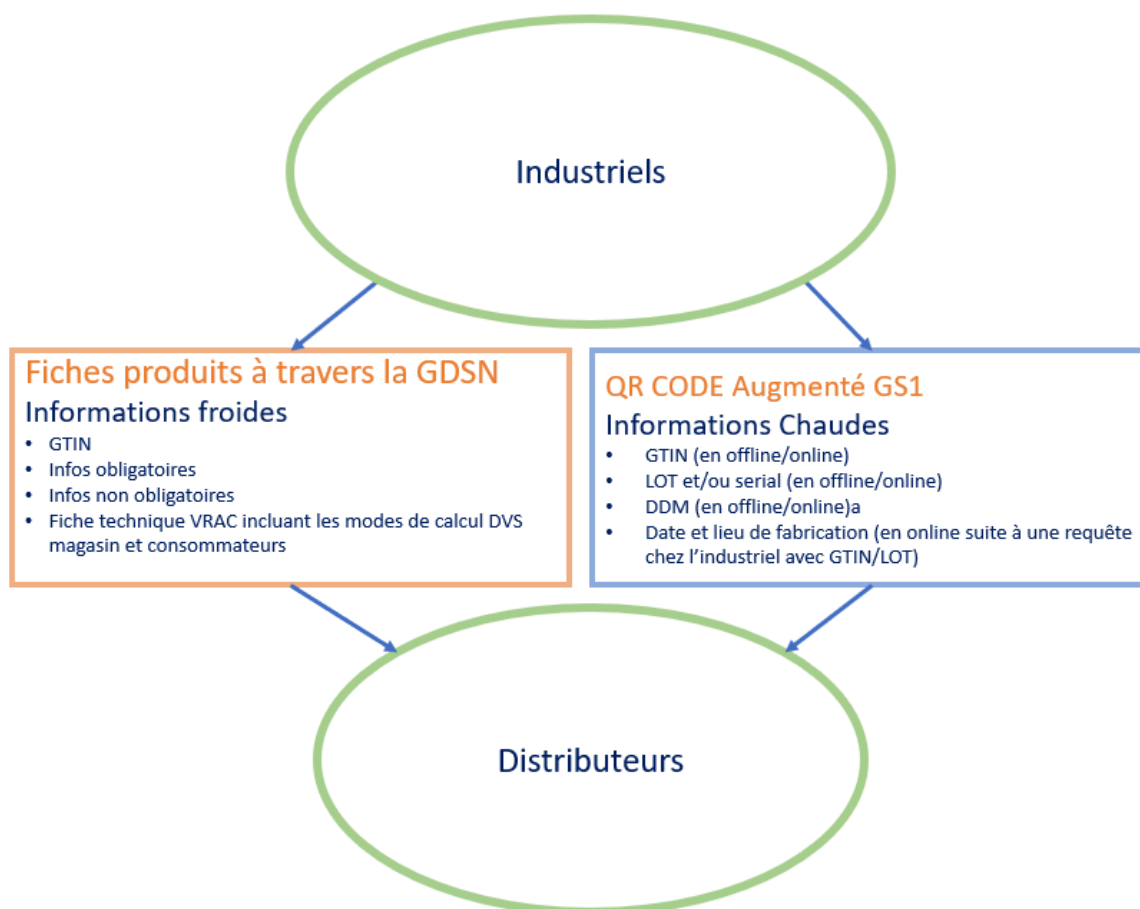 Industriels
Fiches produits à travers la GDSN
Informations froides
• GTIN
• Infos obligatoires
• Infos non obligatoires
• Fiche technique VRAC incluant les modes de calcul DVS
magasin et consommateurs
QR CODE Augmenté GS1
Informations Chaudes
• GTIN (en offline/online)
• LOT et/ou serial (en offline/online)
• DDM (en offline/online)a
• Date et lieu de fabrication (en online suite à une requête
chez l’industriel avec GTIN/LOT)
Distributeurs